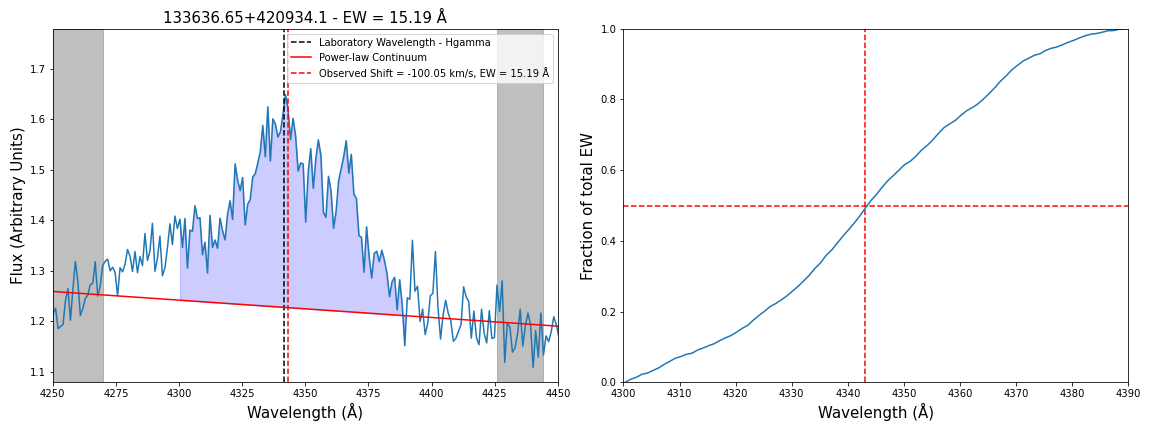 133636.65+420934.1 - EW = 15.19 Å
Laboratory Wavelength - Hgamma
Power-law Continuum
Observed Shift = -100.05 km/s, EW = 15.19 Å
Flux (Arbitrary Units)
1.7
1.6
1.5
1.4
1.3
1.2
1.1
4250 4275 4300 4325 4350 4375 4400 4425 4450
Wavelength (Å)
Fraction of total EW
1.0
0.8
0.6
0.4
0.2
0.0
4300 4310 4320 4330 4340 4350 4360 4370 4380 4390
Wavelength (Å)